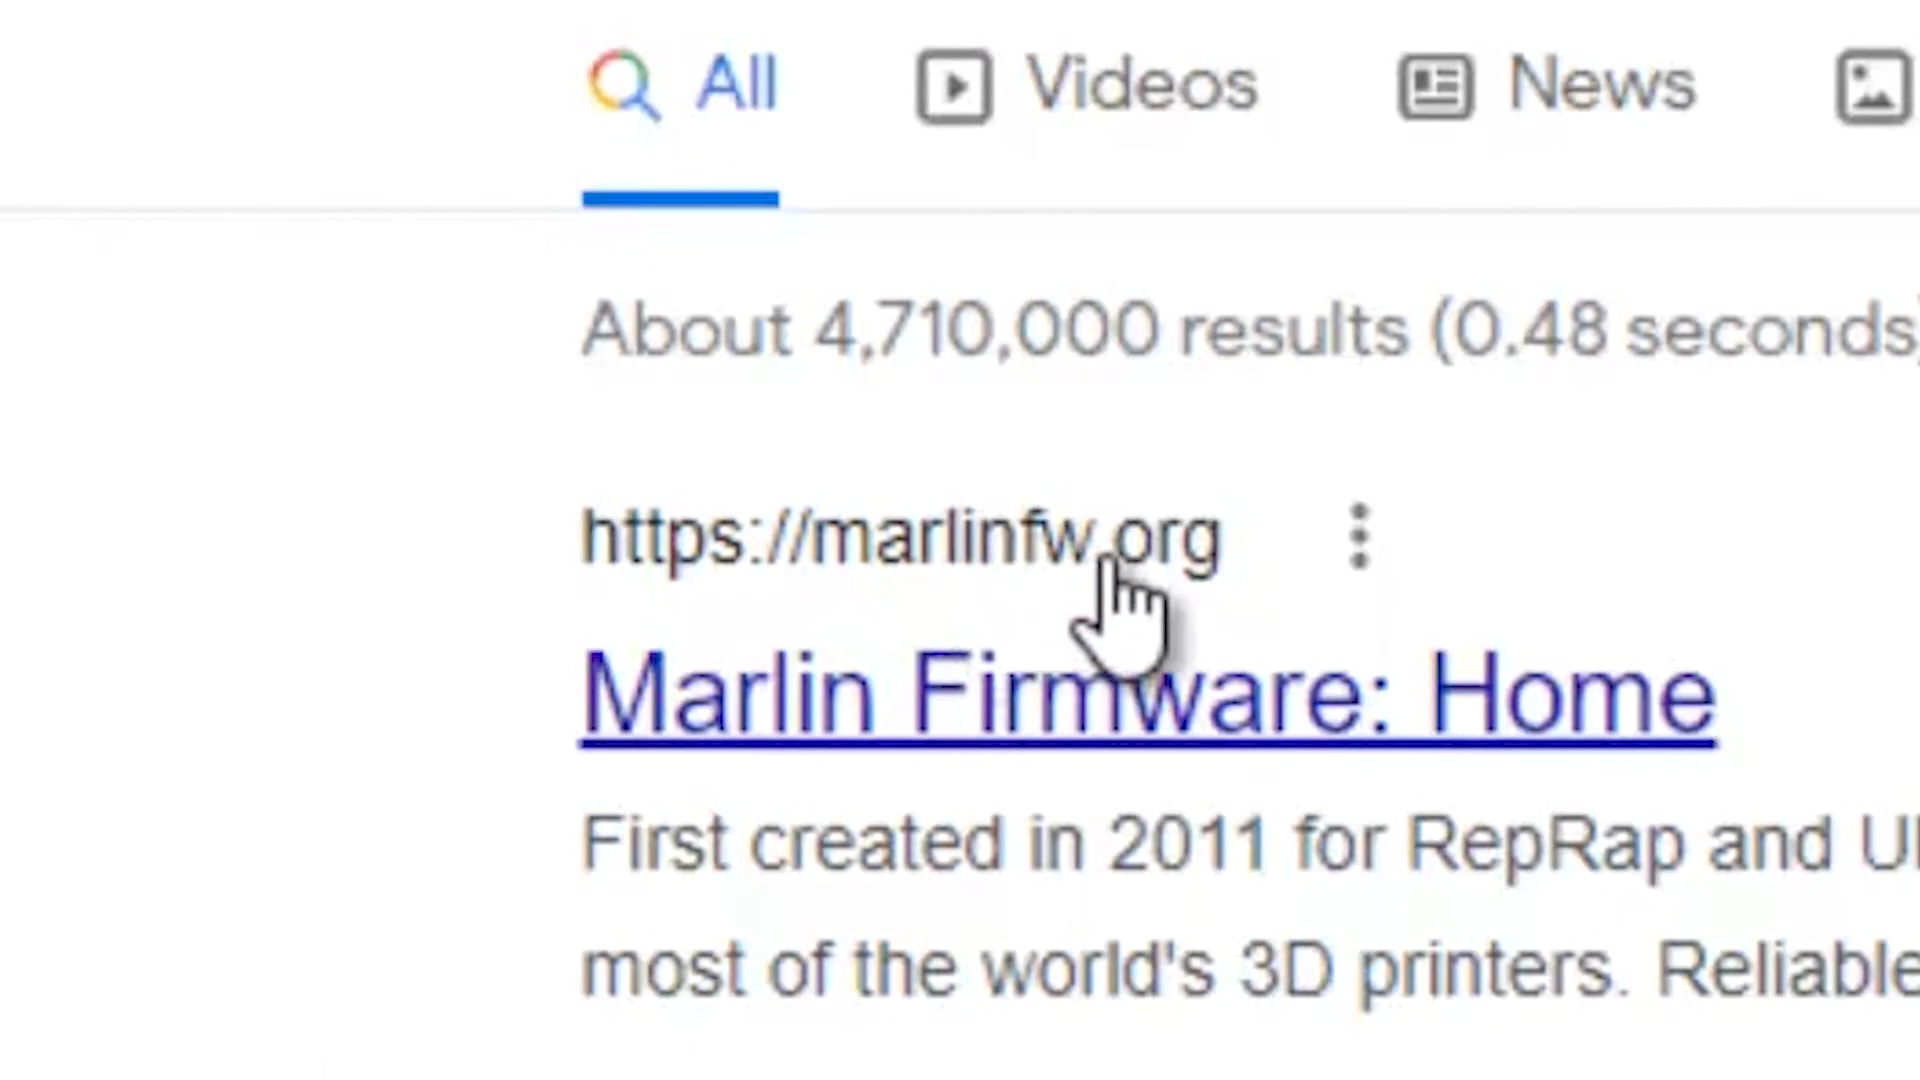 All Videos News
About 4,710,000 results (0.48 seconds)
https://marlinfw.org
Marlin Firmware: Home
First created in 2011 for RepRap and
most of the world's 3D printers. Reliable